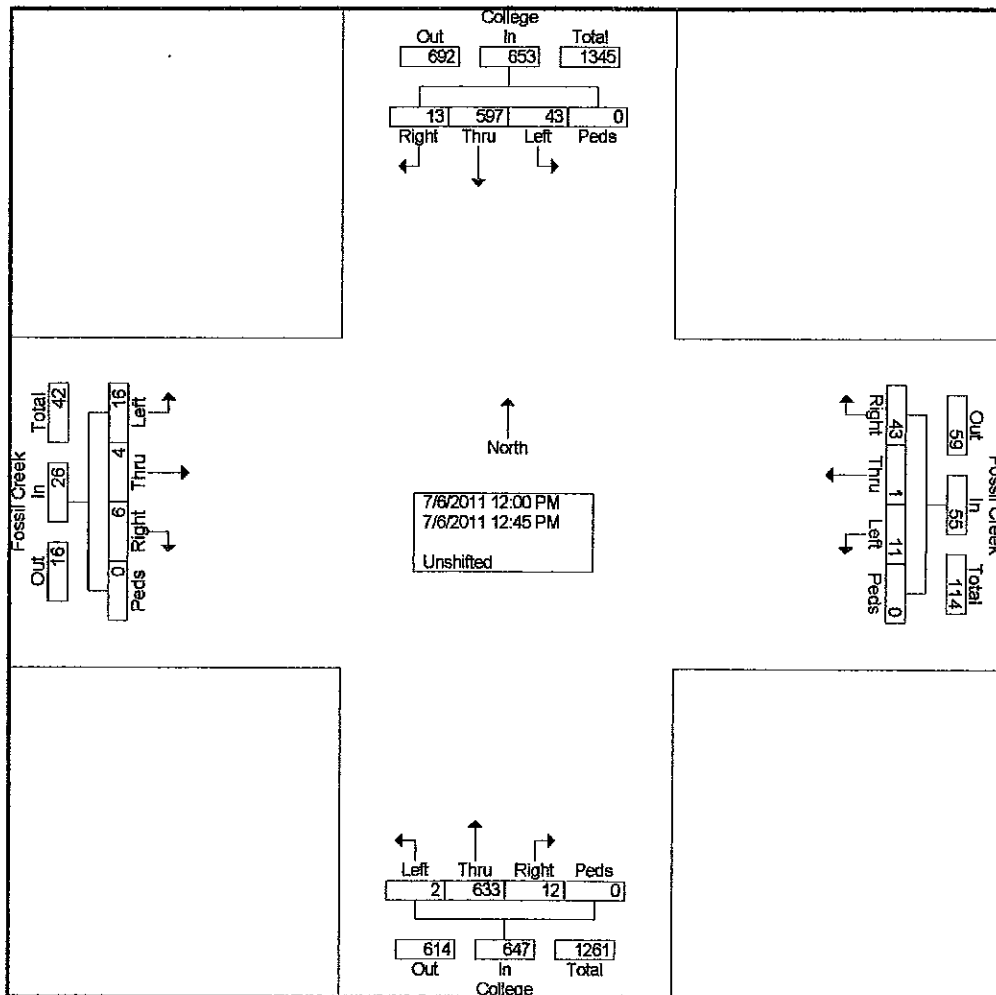 College
Out In Total
692 653 1345
13 597 43 0
Right Thru Left Peds
Fossil Creek
Total In Out
42 26 16
16 4 6 0
Left Thru Right Peds
North
7/6/2011 12:00 PM
7/6/2011 12:45 PM
Unshifted
Fossil Creek
Out In Total
59 55 114
43 1 11 0
Right Thru Left Peds
Left Thru Right Peds
2 633 12 0
614 647 1261
Out In Total
College